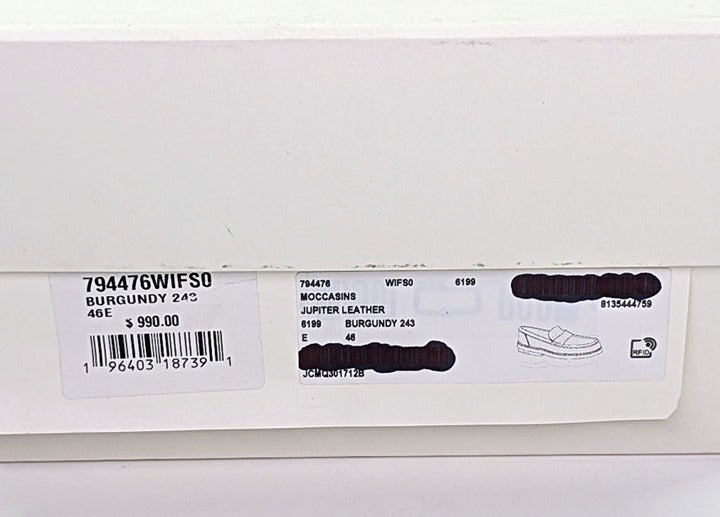 794476WIFS0
BURGUNDY 243
46E
$ 990.00
1 96403 18739 1
794476 WIFS0 6199
MOCCASINS
JUPITER LEATHER
6199 BURGUNDY 243
E 46
JCMQ301712B
8135444759
RFID